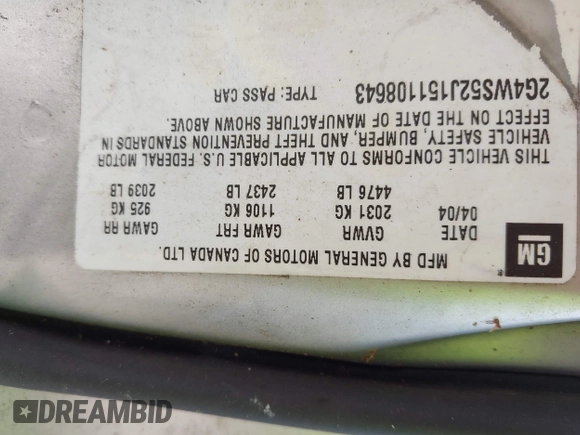 GM
MFD BY GENERAL MOTORS OF CANADA LTD.
DATE GVWR GAWR FRT GAWR RR
04/04 2031 KG 1106 KG 925 KG
4476 LB 2437 LB 2039 LB
THIS VEHICLE CONFORMS TO ALL APPLICABLE U.S. FEDERAL MOTOR
VEHICLE SAFETY, BUMPER, AND THEFT PREVENTION STANDARDS IN
EFFECT ON THE DATE OF MANUFACTURE SHOWN ABOVE.
2G4WS52J151108643 TYPE: PASS CAR
DREAMBID